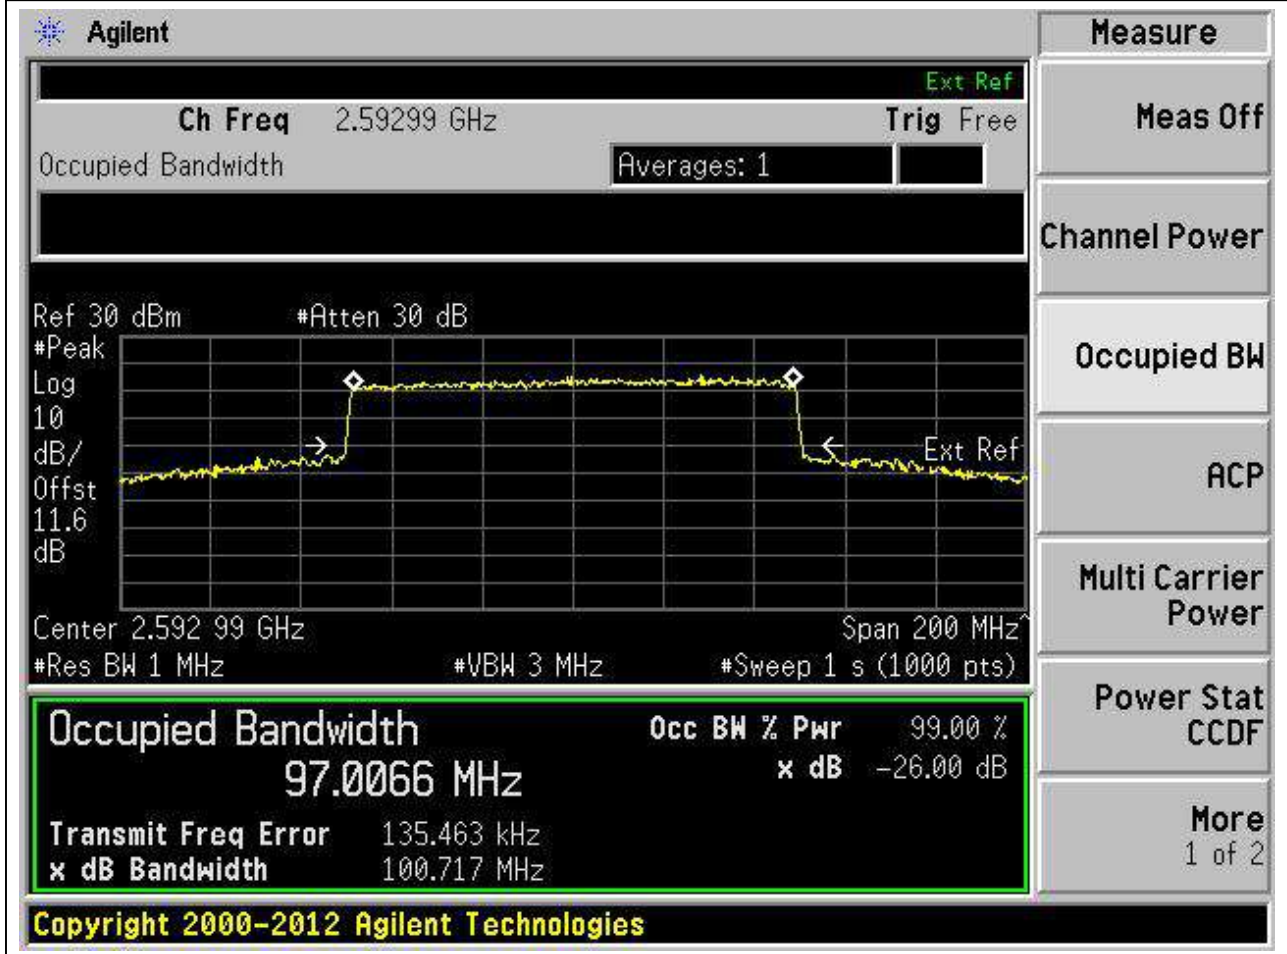 Agilent
Measure
Ext Ref
Ch Freq 2.59299 GHz Trig Free
Meas Off
Occupied Bandwidth Averages: 1
Channel Power
Ref 30 dBm #Atten 30 dB
#Peak
Log
10
dB/
Offst
11.6
dB
Ext Ref
Occupied BW
ACP
Center 2.592 99 GHz Span 200 MHz^
#Res BW 1 MHz #VBW 3 MHz #Sweep 1 s (1000 pts)
Multi Carrier
Power
Occupied Bandwidth
97.0066 MHz
Occ BW % Pwr 99.00 %
x dB -26.00 dB
Transmit Freq Error 135.463 kHz
x dB Bandwidth 100.717 MHz
Power Stat
CCDF
More
1 of 2
Copyright 2000-2012 Agilent Technologies